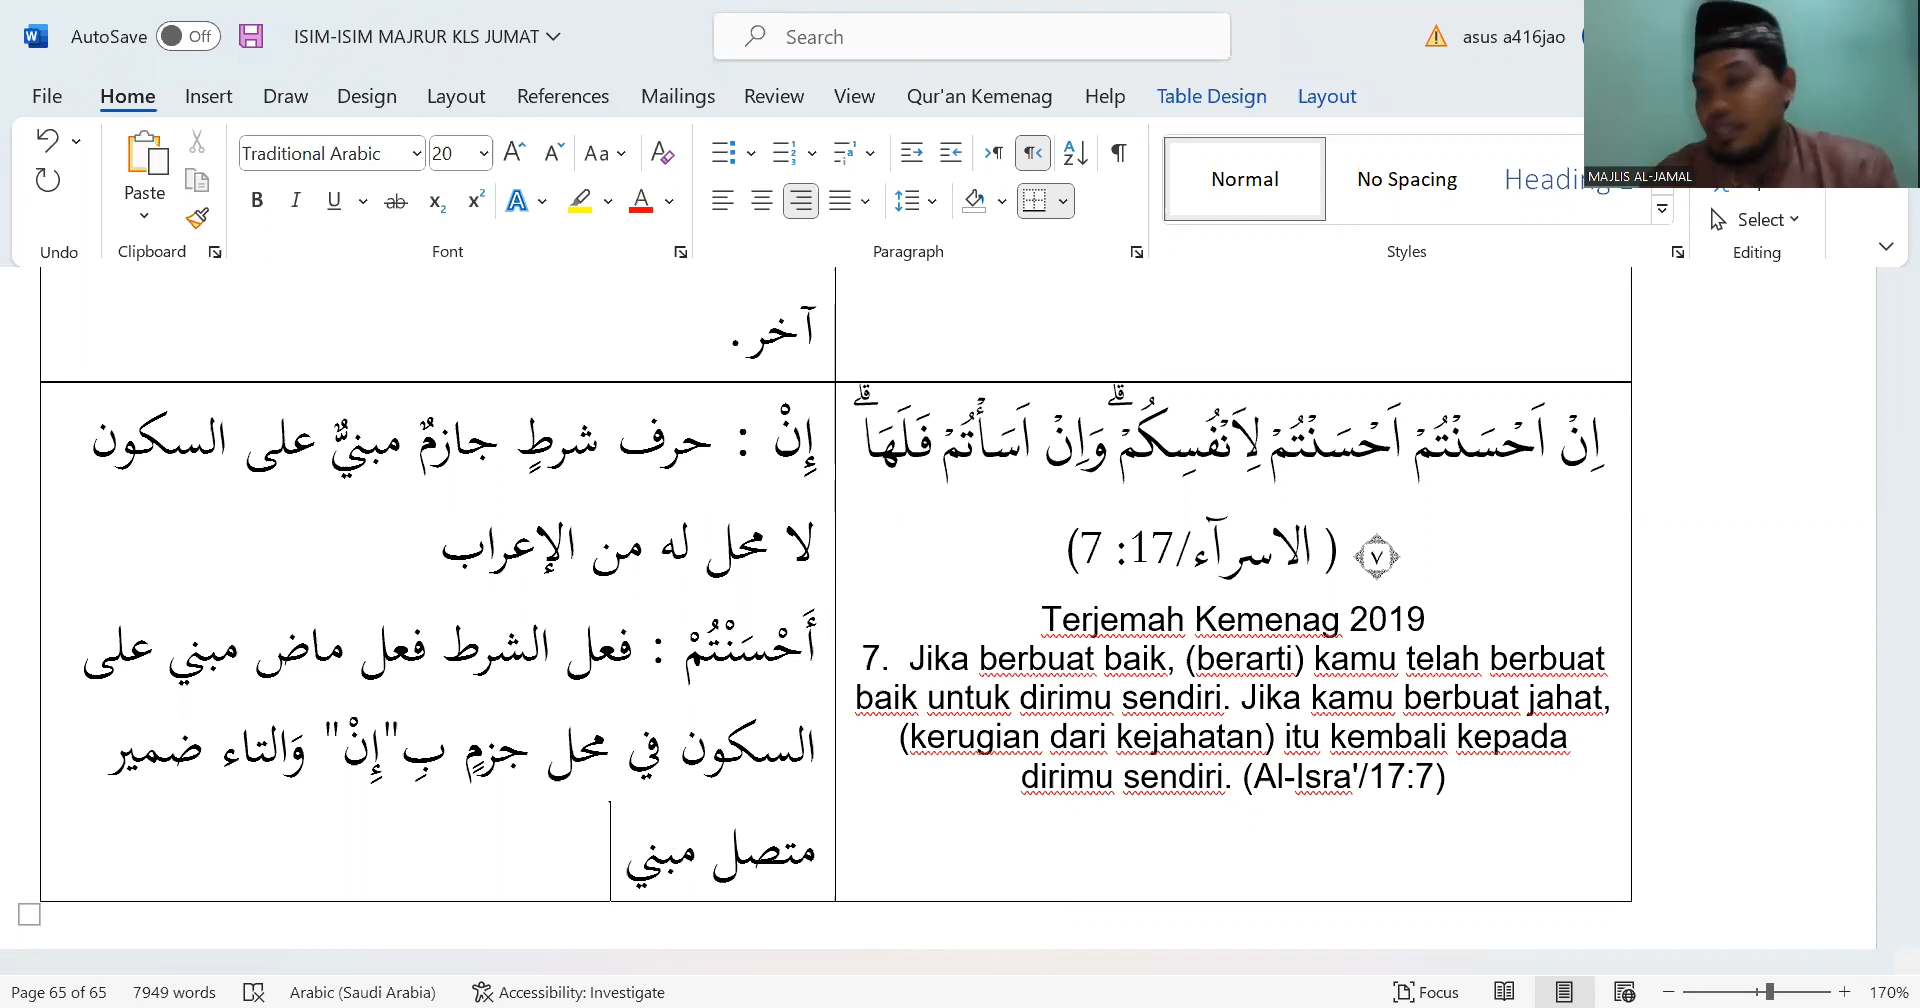 AutoSave Off ISIM-ISIM MAJRUR KLS JUMAT Search asus a416jao
File Home Insert Draw Design Layout References Mailings Review View Qur'an Kemenag Help Table Design Layout
Traditional Arabic 20 Aa
Paste
Normal No Spacing Heading
MAJLIS AL-JAMAL
Select
Undo Clipboard Font Paragraph Styles Editing
آخر .
اِنْ اَحْسَنْتُمْ اَحْسَنْتُمْ لِاَنْفُسِكُمْ ۗوَاِنْ اَسَأْتُمْ فَلَهَاۗ
٧ ( الاسرآء/17: 7)
Terjemah Kemenag 2019
7. Jika berbuat baik, (berarti) kamu telah berbuat
baik untuk dirimu sendiri. Jika kamu berbuat jahat,
(kerugian dari kejahatan) itu kembali kepada
dirimu sendiri. (Al-Isra'/17:7)
إِنْ : حرف شرطٍ جازمٌ مبنيٌّ على السكون
لا محل له من الإعراب
أَحْسَنْتُمْ : فعل الشرط فعل ماض مبني على
السكون في محل جزمٍ بِ"إِنْ" وَالتاء ضمير
متصل مبني
Page 65 of 65 7949 words Arabic (Saudi Arabia) Accessibility: Investigate Focus 170%